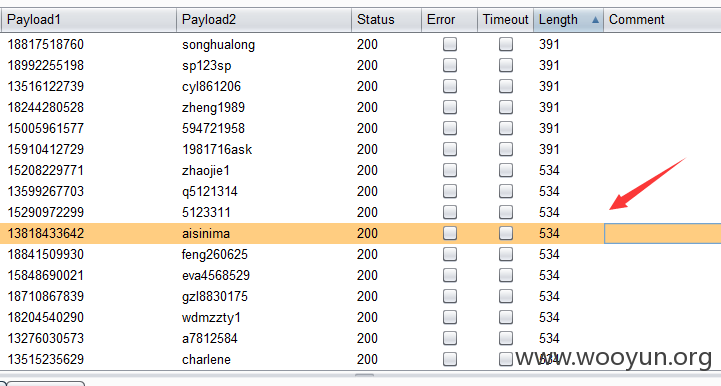 Payload1 Payload2 Status Error Timeout Length Comment
18817518760 songhualong 200 391
18992255198 sp123sp 200 391
13516122739 cyl861206 200 391
18244280528 zheng1989 200 391
15005961577 594721958 200 391
15910412729 1981716ask 200 391
15208229771 zhaojie1 200 534
13599267703 q5121314 200 534
15290972299 5123311 200 534
13818433642 aisinima 200 534
18841509930 feng260625 200 534
15848690021 eva4568529 200 534
18710867839 gzl8830175 200 534
18204540290 wdmzzty1 200 534
13276030573 a7812584 200 534
13515235629 charlene 200
www.wooyun.org